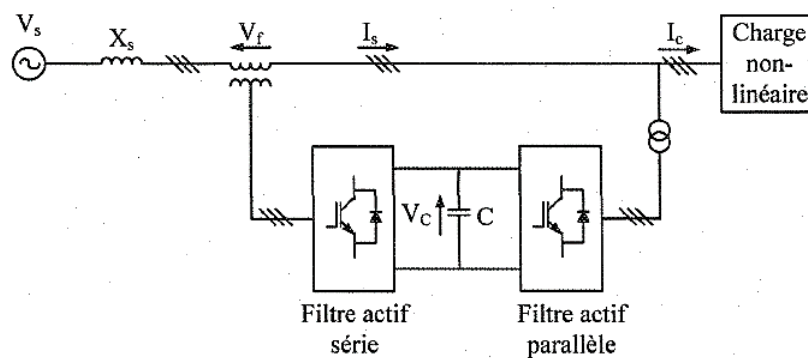 Vs
Xs
Vf
Is
Ic
Charge
non-
linéaire
VC
C
Filtre actif
série
Filtre actif
parallèle